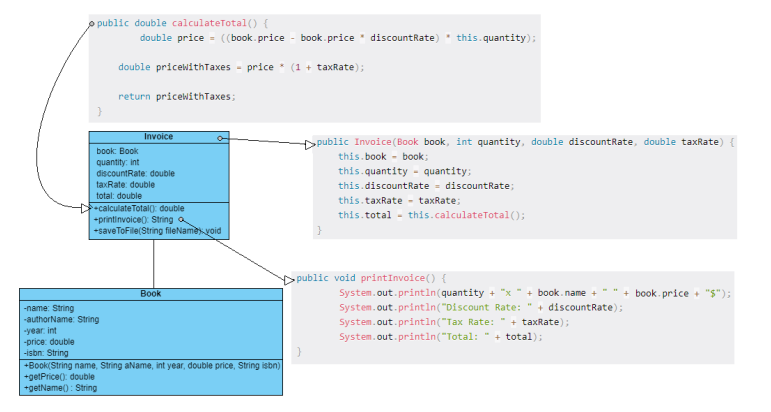 public double calculateTotal() {
double price = ((book.price - book.price * discountRate) * this.quantity);
double priceWithTaxes = price * (1 + taxRate);
return priceWithTaxes;
}
Invoice
book: Book
quantity: int
discountRate: double
taxRate: double
total: double
+calculateTotal(): double
+printInvoice(): String
+saveToFile(String fileName): void
public Invoice(Book book, int quantity, double discountRate, double taxRate) {
this.book = book;
this.quantity = quantity;
this.discountRate = discountRate;
this.taxRate = taxRate;
this.total = this.calculateTotal();
}
public void printInvoice() {
System.out.println(quantity + "x " + book.name + " " + book.price + "$");
System.out.println("Discount Rate: " + discountRate);
System.out.println("Tax Rate: " + taxRate);
System.out.println("Total: " + total);
}
Book
-name: String
-authorName: String
-year: int
-price: double
-isbn: String
+Book(String name, String aName, int year, double price, String isbn)
+getPrice(): double
+getName() : String